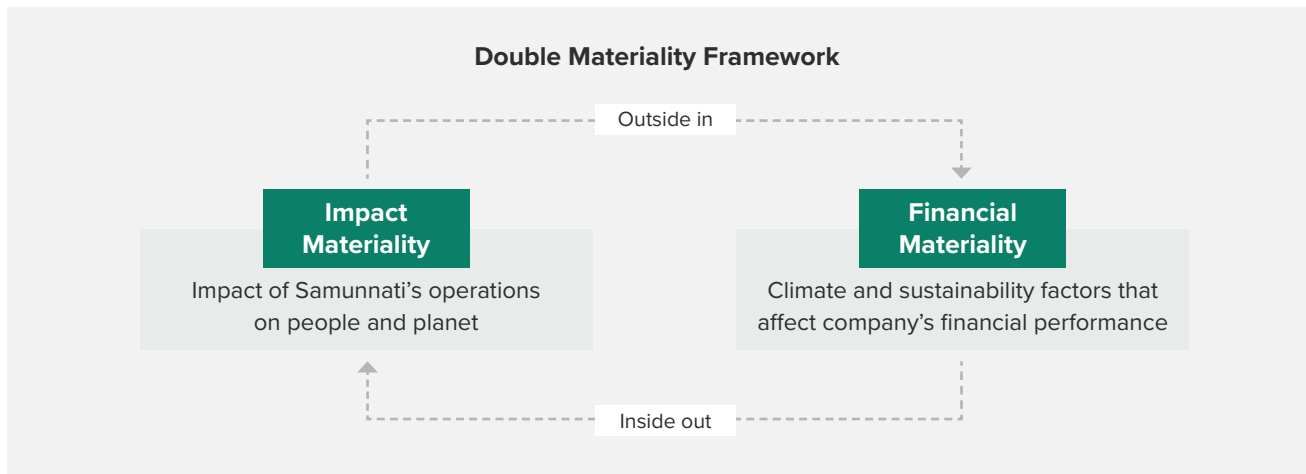 Double Materiality Framework
Outside in
Impact
Materiality
Impact of Samunnati’s operations
on people and planet
Financial
Materiality
Climate and sustainability factors that
affect company’s financial performance
Inside out